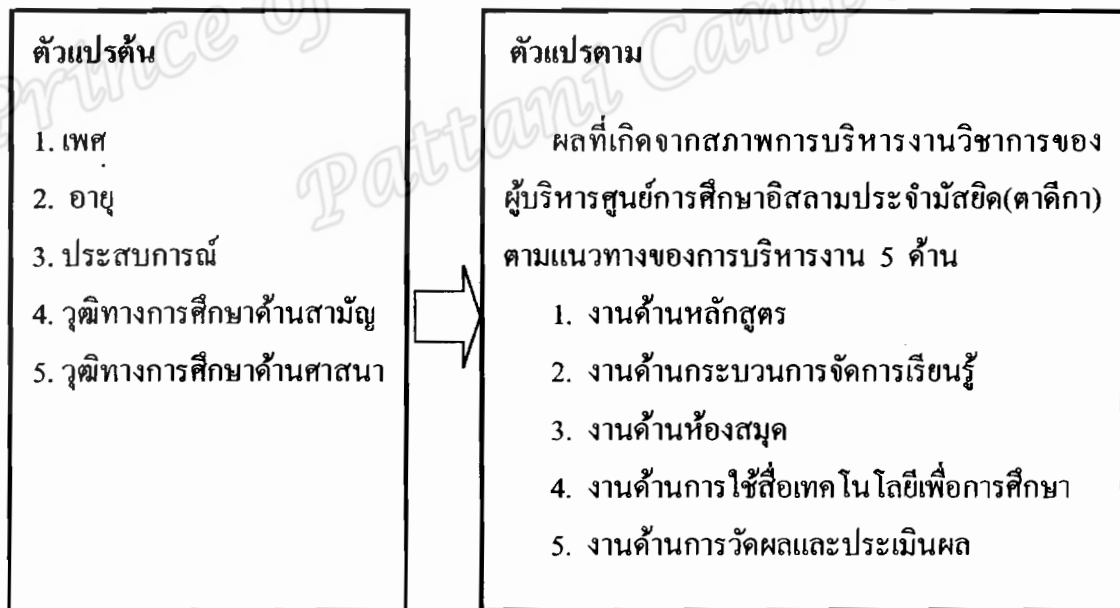 Prince of
Pattani Camp
ตัวแปรต้น
1. เพศ
2. อายุ
3. ประสบการณ์
4. วุฒิทางการศึกษาด้านสามัญ
5. วุฒิทางการศึกษาด้านศาสนา
ตัวแปรตาม
ผลที่เกิดจากสภาพการบริหารงานวิชาการของ
ผู้บริหารศูนย์การศึกษาอิสลามประจำมัสยิด(ตาดีกา)
ตามแนวทางของการบริหารงาน 5 ด้าน
1. งานด้านหลักสูตร
2. งานด้านกระบวนการจัดการเรียนรู้
3. งานด้านห้องสมุด
4. งานด้านการใช้สื่อเทคโนโลยีเพื่อการศึกษา
5. งานด้านการวัดผลและประเมินผล